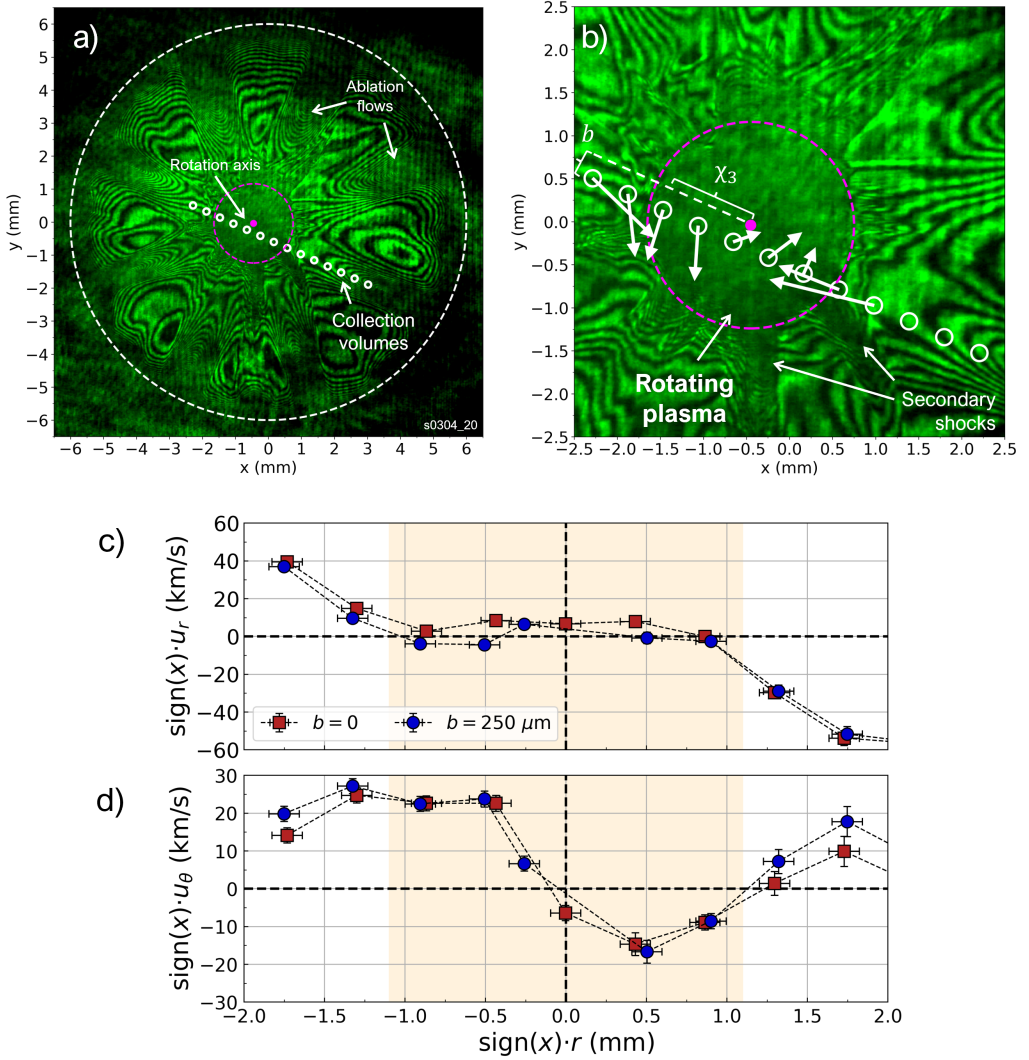 a)
Ablation
flows
Rotation axis
Collection
volumes
s0304_20
6
5
4
3
2
1
0
−1
−2
−3
−4
−5
−6
y (mm)
−6 −5 −4 −3 −2 −1 0 1 2 3 4 5 6
x (mm)
b)
b
χ₃
Rotating
plasma
Secondary
shocks
2.5
2.0
1.5
1.0
0.5
0.0
−0.5
−1.0
−1.5
−2.0
−2.5
y (mm)
−2.5 −2.0 −1.5 −1.0 −0.5 0.0 0.5 1.0 1.5 2.0 2.5
x (mm)
c)
sign(x)·u_r (km/s)
60
40
20
0
−20
−40
−60
b = 0
b = 250 μm
d)
sign(x)·u_θ (km/s)
30
20
10
0
−10
−20
−30
−2.0 −1.5 −1.0 −0.5 0.0 0.5 1.0 1.5 2.0
sign(x)·r (mm)